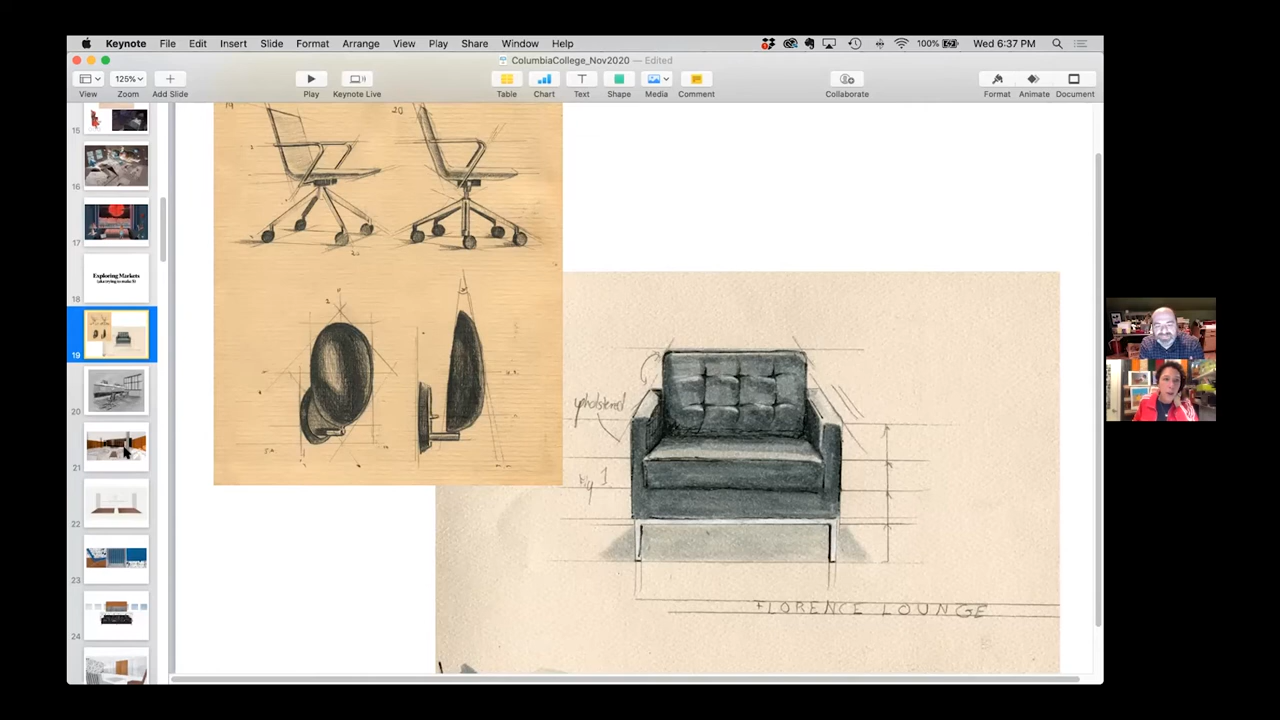 Keynote File Edit Insert Slide Format Arrange View Play Share Window Help 100% Wed 6:37 PM
ColumbiaCollege_Nov2020 — Edited
125%
View Zoom Add Slide Play Keynote Live Table Chart Text Shape Media Comment Collaborate Format Animate Document
15
16
17
Exploring Markets
18
19
20
21
22
23
24
20
upholstered
FLORENCE LOUNGE